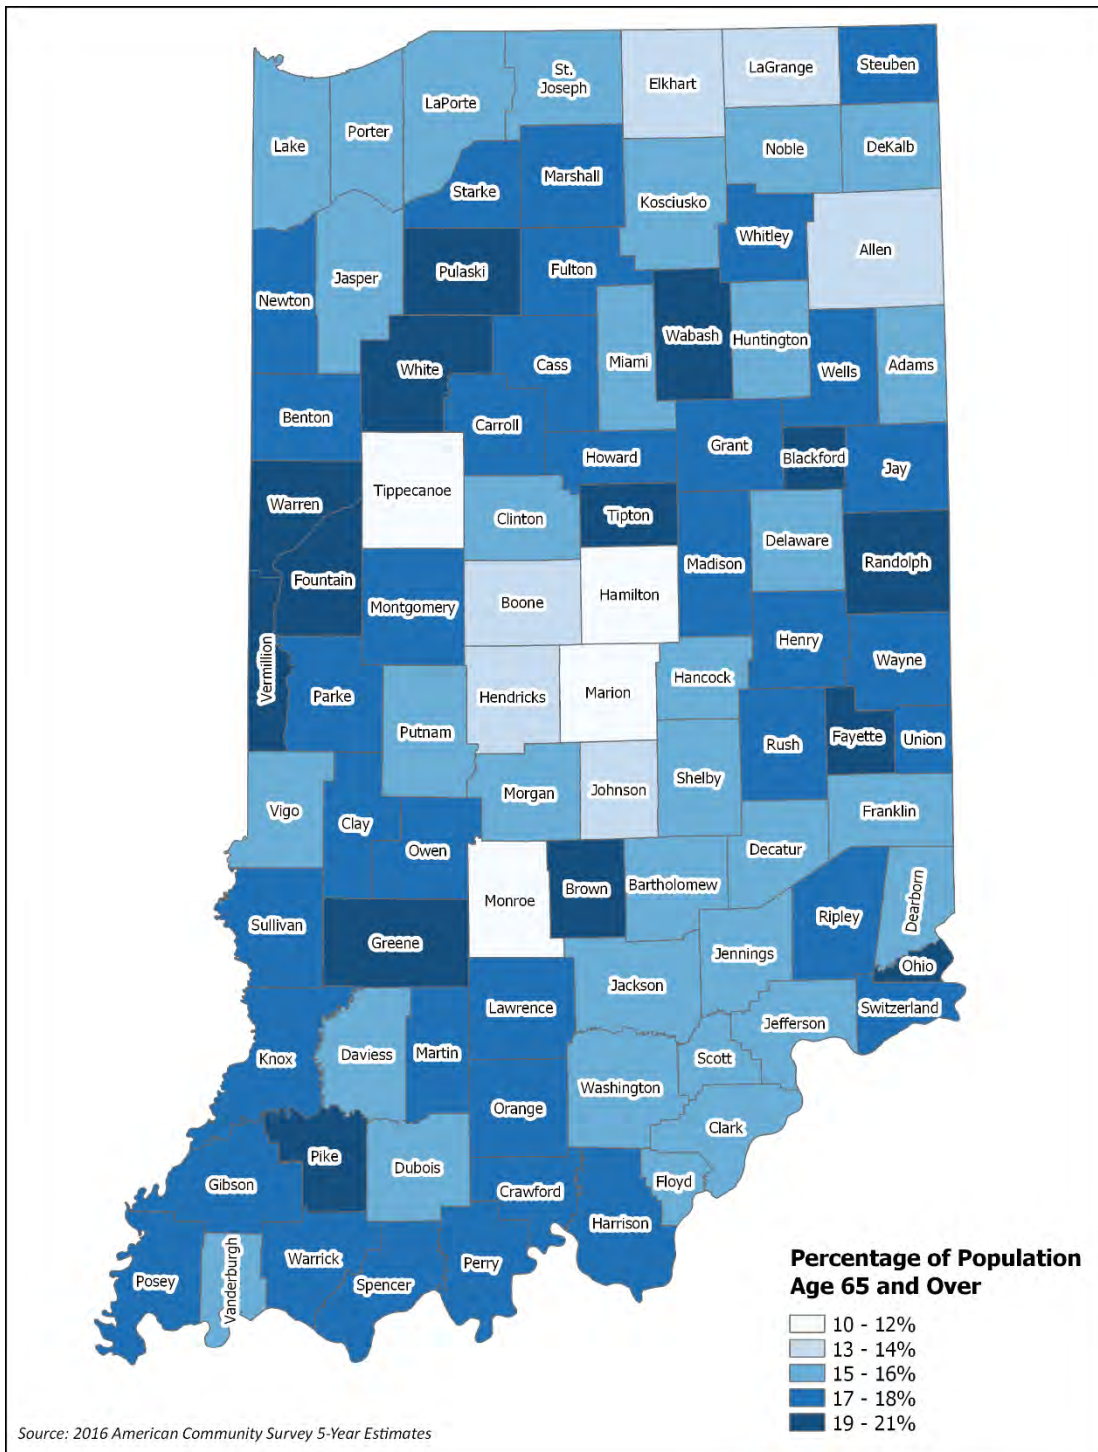 Steuben
LaGrange
St.
Joseph
Elkhart
LaPorte
Porter
Lake
Noble
DeKalb
Marshall
Starke
Kosciusko
Whitley
Allen
Pulaski
Fulton
Jasper
Newton
Wabash
Huntington
Miami
Cass
White
Wells
Adams
Benton
Carroll
Grant
Howard
Blackford
Jay
Tippecanoe
Warren
Clinton
Tipton
Delaware
Randolph
Madison
Fountain
Montgomery
Boone
Hamilton
Henry
Wayne
Vermillion
Parke
Hendricks
Marion
Hancock
Putnam
Rush
Fayette
Union
Shelby
Morgan
Johnson
Vigo
Clay
Franklin
Owen
Decatur
Monroe
Brown
Bartholomew
Dearborn
Ripley
Sullivan
Greene
Jennings
Ohio
Jackson
Lawrence
Switzerland
Jefferson
Knox
Daviess
Martin
Scott
Washington
Orange
Clark
Pike
Dubois
Floyd
Gibson
Crawford
Harrison
Posey
Vanderburgh
Warrick
Spencer
Perry
Percentage of Population
Age 65 and Over
10 - 12%
13 - 14%
15 - 16%
17 - 18%
19 - 21%
Source: 2016 American Community Survey 5-Year Estimates